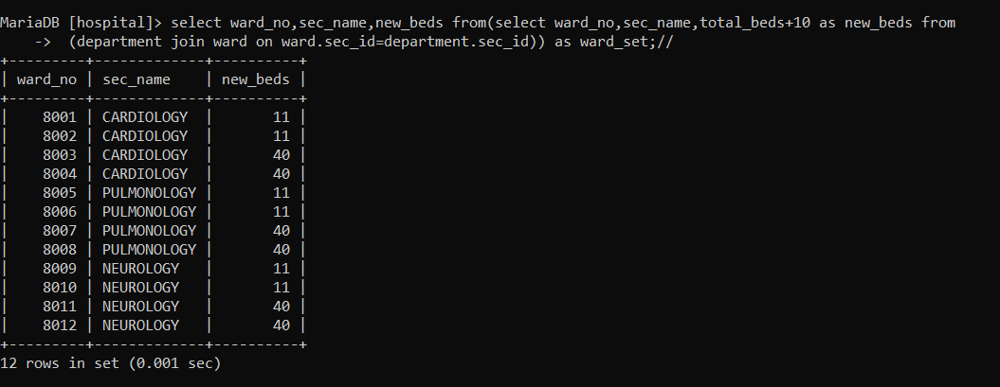 MariaDB [hospital]> select ward_no,sec_name,new_beds from(select ward_no,sec_name,total_beds+10 as new_beds from
    ->  (department join ward on ward.sec_id=department.sec_id)) as ward_set;//
+---------+-------------+----------+
| ward_no | sec_name    | new_beds |
+---------+-------------+----------+
|    8001 | CARDIOLOGY  |       11 |
|    8002 | CARDIOLOGY  |       11 |
|    8003 | CARDIOLOGY  |       40 |
|    8004 | CARDIOLOGY  |       40 |
|    8005 | PULMONOLOGY |       11 |
|    8006 | PULMONOLOGY |       11 |
|    8007 | PULMONOLOGY |       40 |
|    8008 | PULMONOLOGY |       40 |
|    8009 | NEUROLOGY   |       11 |
|    8010 | NEUROLOGY   |       11 |
|    8011 | NEUROLOGY   |       40 |
|    8012 | NEUROLOGY   |       40 |
+---------+-------------+----------+
12 rows in set (0.001 sec)